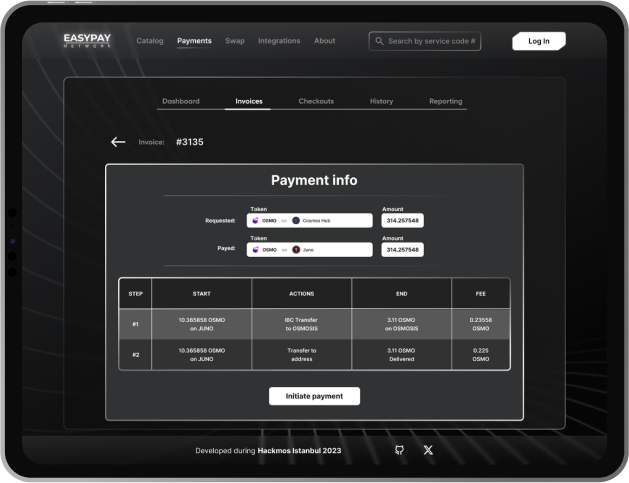 EASYPAY
NETWORK
Catalog Payments Swap Integrations About
Search by service code #
Log In
Dashboard Invoices Checkouts History Reporting
Invoice: #3135
Payment info
Token Amount
Requested: OSMO on Cosmos Hub 314.257548
Token Amount
Payed: OSMO on Juno 314.257548
STEP START ACTIONS END FEE
#1
10.365858 OSMO
on JUNO
IBC Transfer
to OSMOSIS
3.11 OSMO
on OSMOSIS
0.23558
OSMO
#2
10.365858 OSMO
on JUNO
Transfer to
address
3.11 OSMO
Delivered
0.225
OSMO
Initiate payment
Developed during Hackmos Istanbul 2023